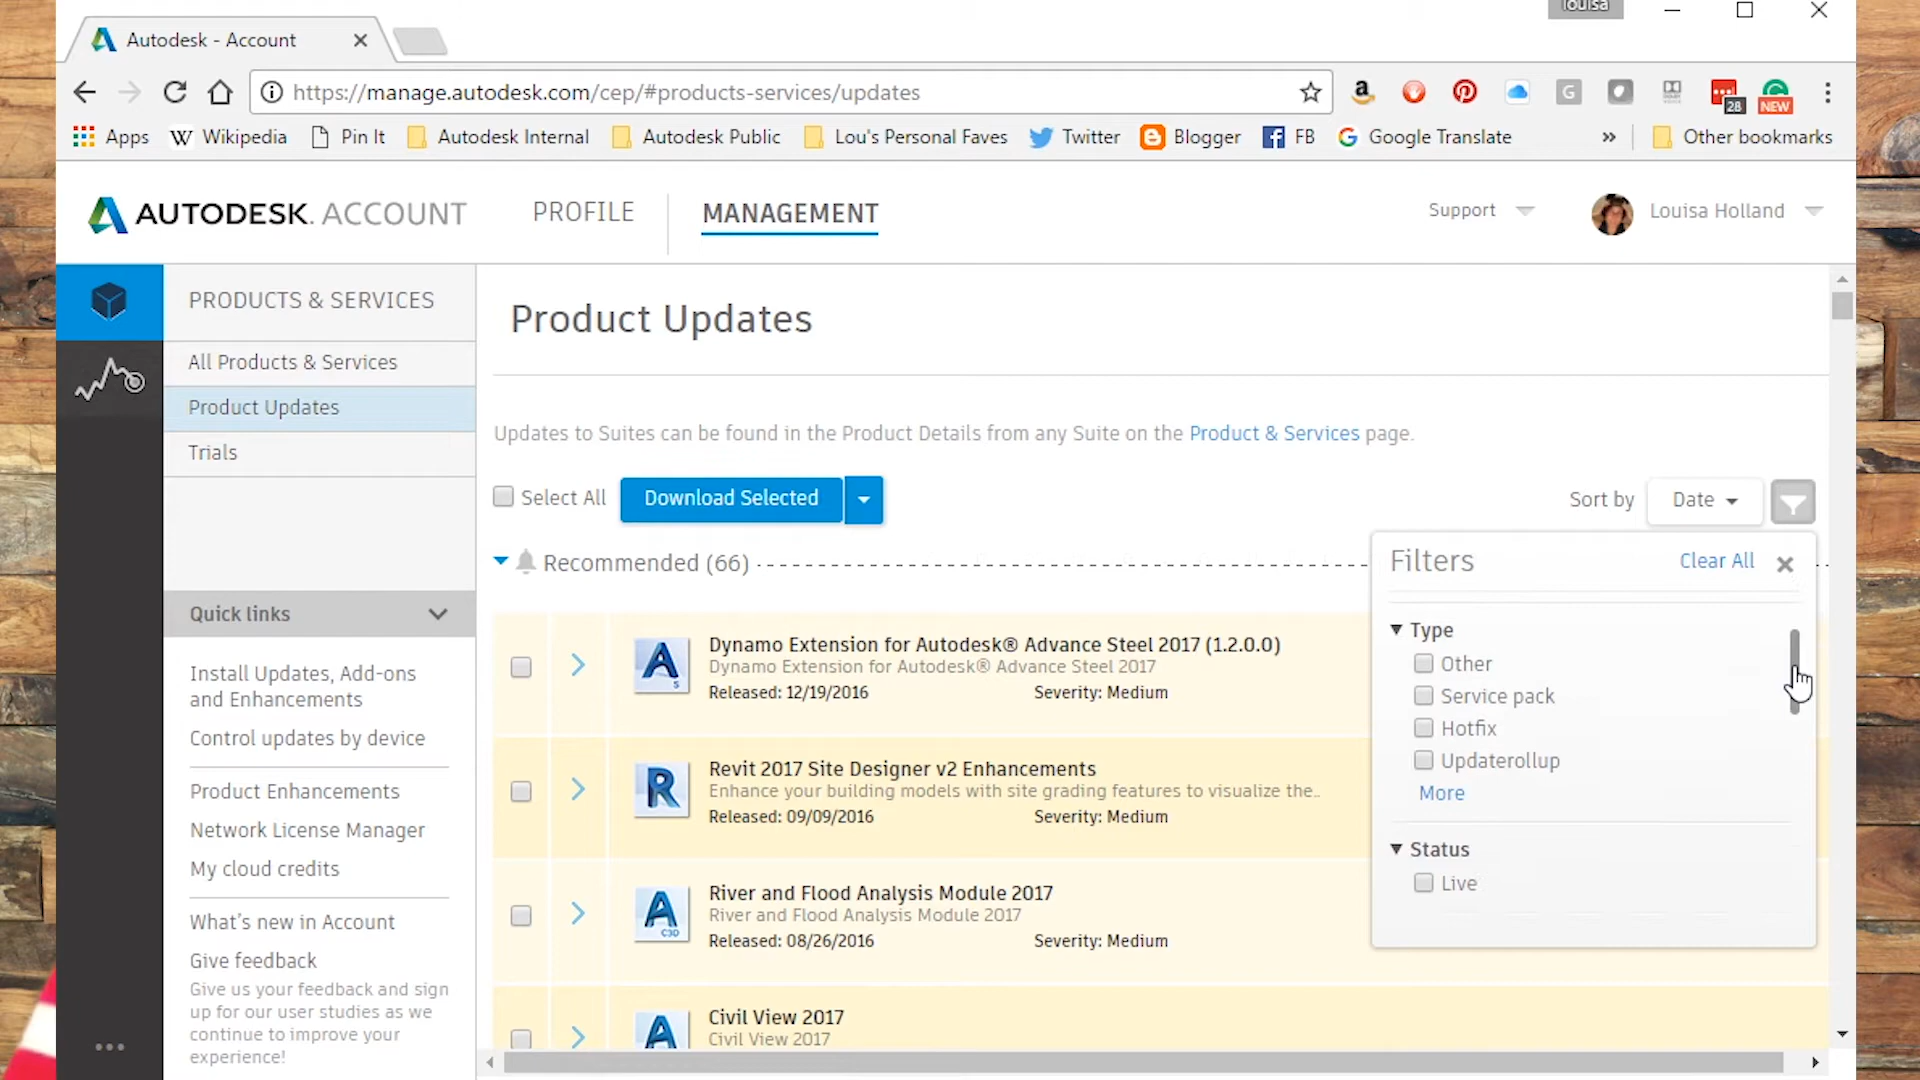 louisa
Autodesk - Account
https://manage.autodesk.com/cep/#products-services/updates
28
NEW
Apps
Wikipedia
Pin It
Autodesk Internal
Autodesk Public
Lou's Personal Faves
Twitter
Blogger
FB
Google Translate
»
Other bookmarks
AUTODESK. ACCOUNT
PROFILE
MANAGEMENT
Support
Louisa Holland
PRODUCTS & SERVICES
All Products & Services
Product Updates
Trials
Quick links
Install Updates, Add-ons
and Enhancements
Control updates by device
Product Enhancements
Network License Manager
My cloud credits
What's new in Account
Give feedback
Give us your feedback and sign
up for our user studies as we
continue to improve your
experience!
Product Updates
Updates to Suites can be found in the Product Details from any Suite on the Product & Services page.
Select All
Download Selected
Sort by
Date
Recommended (66)
Dynamo Extension for Autodesk® Advance Steel 2017 (1.2.0.0)
Dynamo Extension for Autodesk® Advance Steel 2017
Released: 12/19/2016 Severity: Medium
Revit 2017 Site Designer v2 Enhancements
Enhance your building models with site grading features to visualize the..
Released: 09/09/2016 Severity: Medium
River and Flood Analysis Module 2017
River and Flood Analysis Module 2017
Released: 08/26/2016 Severity: Medium
Civil View 2017
Civil View 2017
Filters
Clear All
Type
Other
Service pack
Hotfix
Updaterollup
More
Status
Live